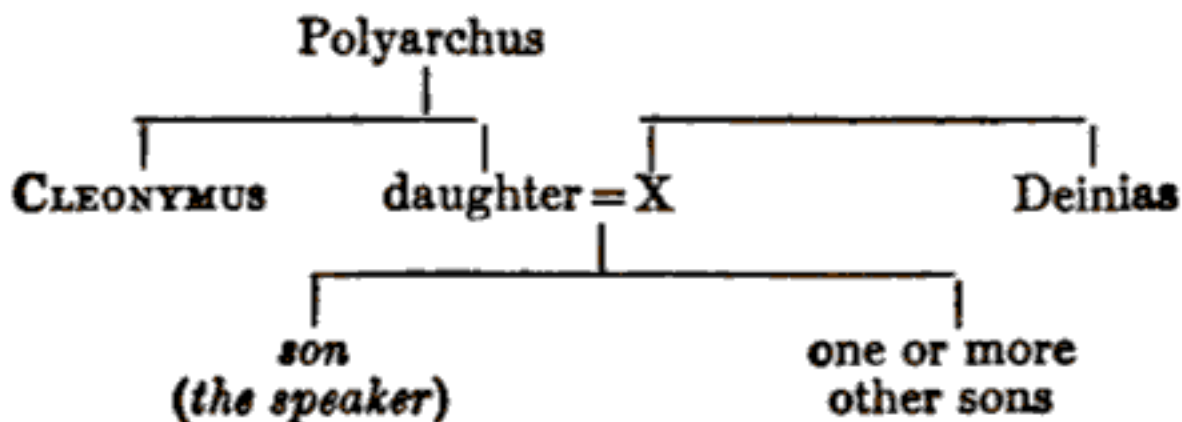 Polyarchus
CLEONYMUS daughter = X Deinias
son one or more
(the speaker) other sons